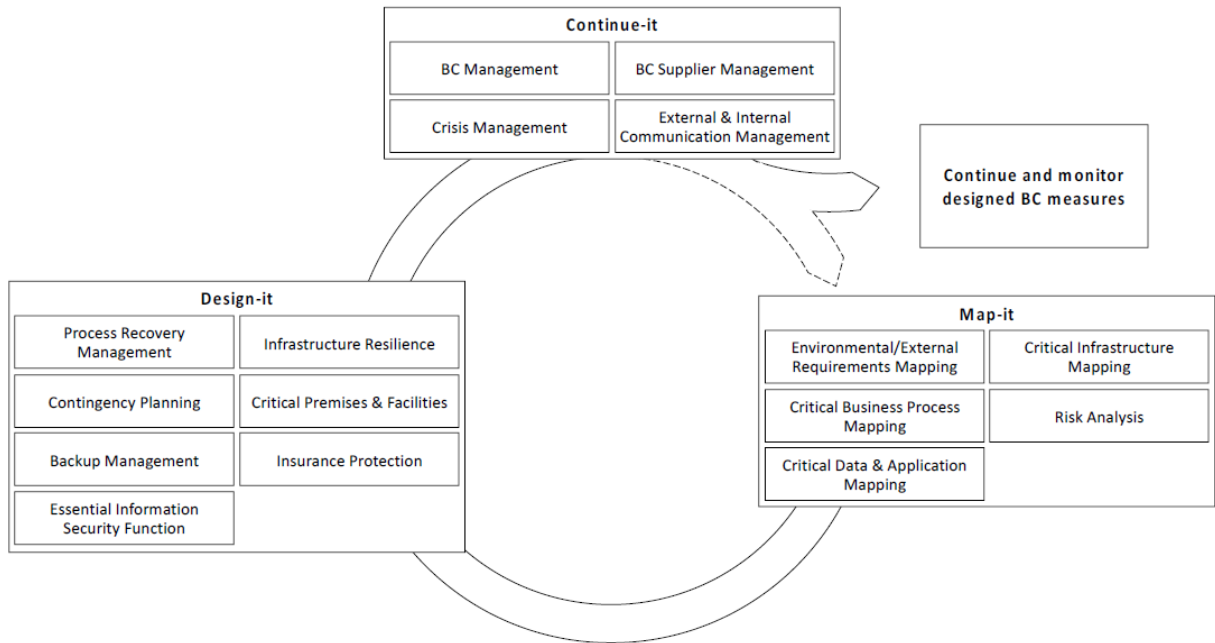 Continue-it
BC Management
BC Supplier Management
Crisis Management
External & Internal
Communication Management
Continue and monitor
designed BC measures
Design-it
Process Recovery
Management
Infrastructure Resilience
Contingency Planning
Critical Premises & Facilities
Backup Management
Insurance Protection
Essential Information
Security Function
Map-it
Environmental/External
Requirements Mapping
Critical Infrastructure
Mapping
Critical Business Process
Mapping
Risk Analysis
Critical Data & Application
Mapping